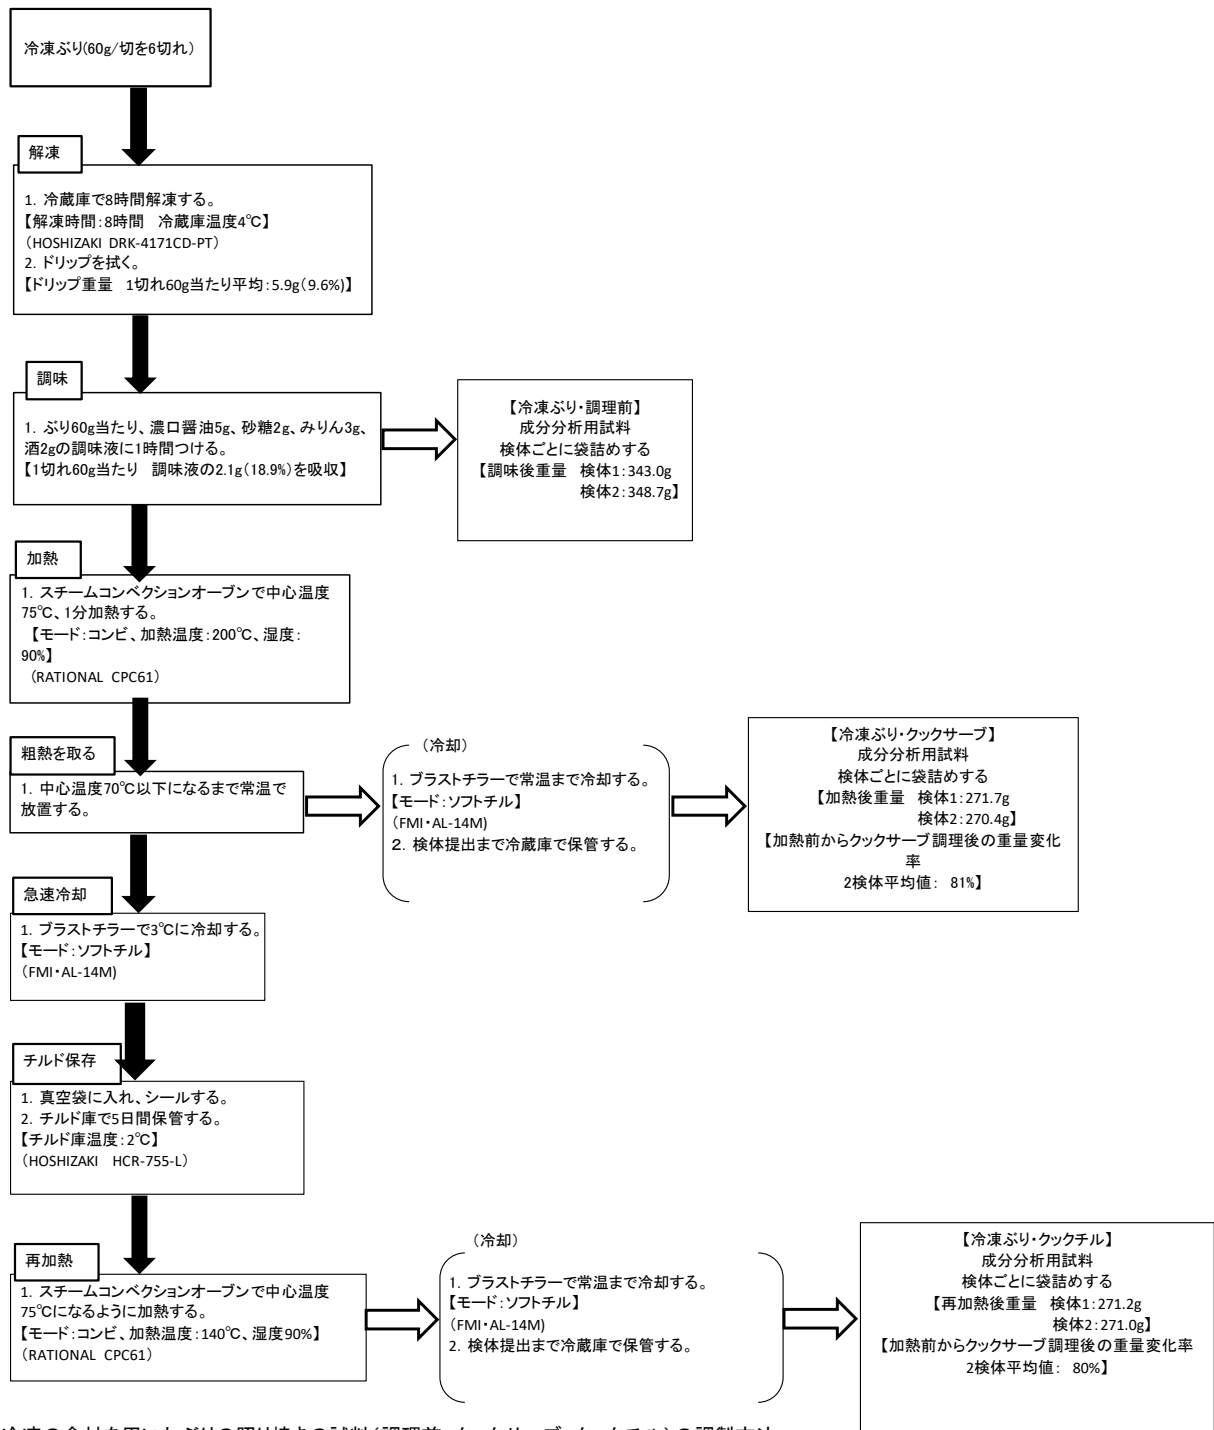 冷凍ぶり(60g/切を6切れ)
解凍
1. 冷蔵庫で8時間解凍する。
【解凍時間:8時間 冷蔵庫温度4℃】
(HOSHIZAKI DRK-4171CD-PT)
2. ドリップを拭く。
【ドリップ重量 1切れ60g当たり平均:5.9g(9.6%)】
調味
1. ぶり60g当たり、濃口醤油5g、砂糖2g、みりん3g、
酒2gの調味液に1時間つける。
【1切れ60g当たり 調味液の2.1g(18.9%)を吸収】
【冷凍ぶり・調理前】
成分分析用試料
検体ごとに袋詰めする
【調味後重量 検体1:343.0g
検体2:348.7g】
加熱
1. スチームコンベクションオーブンで中心温度
75℃、1分加熱する。
【モード:コンビ、加熱温度:200℃、湿度:
90%】
(RATIONAL CPC61)
粗熱を取る
1. 中心温度70℃以下になるまで常温で
放置する。
(冷却)
1. ブラストチラーで常温まで冷却する。
【モード:ソフトチル】
(FMI・AL-14M)
2. 検体提出まで冷蔵庫で保管する。
【冷凍ぶり・クックサーブ】
成分分析用試料
検体ごとに袋詰めする
【加熱後重量 検体1:271.7g
検体2:270.4g】
【加熱前からクックサーブ調理後の重量変化
率
2検体平均値: 81%】
急速冷却
1. ブラストチラーで3℃に冷却する。
【モード:ソフトチル】
(FMI・AL-14M)
チルド保存
1. 真空袋に入れ、シールする。
2. チルド庫で5日間保管する。
【チルド庫温度:2℃】
(HOSHIZAKI HCR-755-L)
再加熱
1. スチームコンベクションオーブンで中心温度
75℃になるように加熱する。
【モード:コンビ、加熱温度:140℃、湿度90%】
(RATIONAL CPC61)
(冷却)
1. ブラストチラーで常温まで冷却する。
【モード:ソフトチル】
(FMI・AL-14M)
2. 検体提出まで冷蔵庫で保管する。
【冷凍ぶり・クックチル】
成分分析用試料
検体ごとに袋詰めする
【再加熱後重量 検体1:271.2g
検体2:271.0g】
【加熱前からクックサーブ調理後の重量変化率
2検体平均値: 80%】